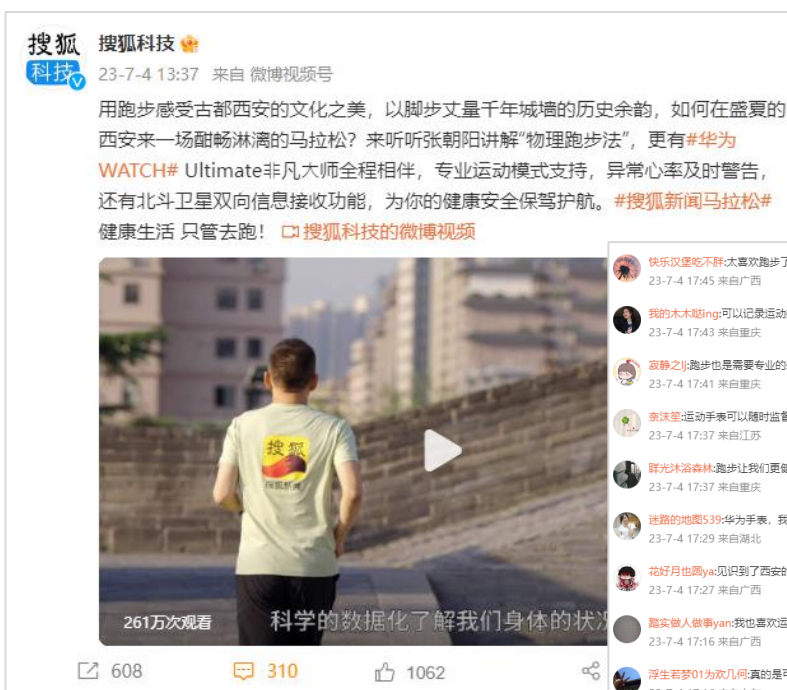 搜狐
科技
搜狐科技
23-7-4 13:37 来自 微博视频号
用跑步感受古都西安的文化之美，以脚步丈量千年城墙的历史余韵，如何在盛夏的
西安来一场酣畅淋漓的马拉松？来听听张朝阳讲解“物理跑步法”，更有#华为
WATCH# Ultimate非凡大师全程相伴，专业运动模式支持，异常心率及时警告，
还有北斗卫星双向信息接收功能，为你的健康安全保驾护航。#搜狐新闻马拉松#
健康生活 只管去跑！ 搜狐科技的微博视频
搜狐
搜狐新闻
261万次观看
科学的数据化了解我们身体的状况
608
310
1062
快乐汉堡吃不胖:太喜欢跑步了
23-7-4 17:45 来自广西
我的木木哒ing:可以记录运动
23-7-4 17:43 来自重庆
寂静之lj:跑步也是需要专业的
23-7-4 17:41 来自重庆
奈沫笙:运动手表可以随时监督
23-7-4 17:37 来自江苏
眻光沐浴森林:跑步让我们更健
23-7-4 17:37 来自重庆
迷路的地图539:华为手表，我
23-7-4 17:29 来自湖北
花好月也圆ya:见识到了西安的
23-7-4 17:27 来自广西
踏实做人做事yan:我也喜欢运
23-7-4 17:16 来自广西
浮生若梦01为欢几何:真的是可